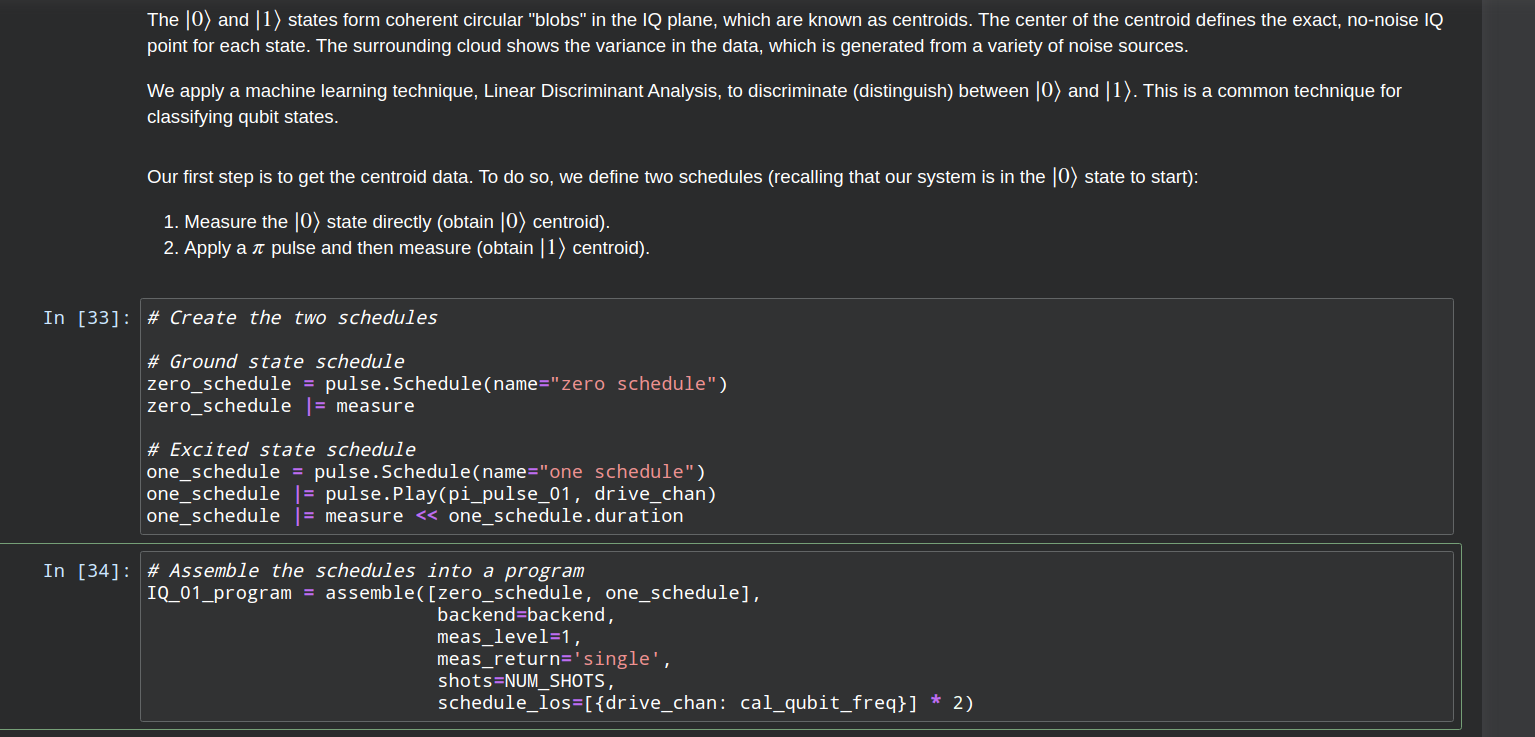 The |0⟩ and |1⟩ states form coherent circular "blobs" in the IQ plane, which are known as centroids. The center of the centroid defines the exact, no-noise IQ
point for each state. The surrounding cloud shows the variance in the data, which is generated from a variety of noise sources.
We apply a machine learning technique, Linear Discriminant Analysis, to discriminate (distinguish) between |0⟩ and |1⟩. This is a common technique for
classifying qubit states.
Our first step is to get the centroid data. To do so, we define two schedules (recalling that our system is in the |0⟩ state to start):
1. Measure the |0⟩ state directly (obtain |0⟩ centroid).
2. Apply a π pulse and then measure (obtain |1⟩ centroid).
In [33]: # Create the two schedules
# Ground state schedule
zero_schedule = pulse.Schedule(name="zero schedule")
zero_schedule |= measure
# Excited state schedule
one_schedule = pulse.Schedule(name="one schedule")
one_schedule |= pulse.Play(pi_pulse_01, drive_chan)
one_schedule |= measure << one_schedule.duration
In [34]: # Assemble the schedules into a program
IQ_01_program = assemble([zero_schedule, one_schedule],
backend=backend,
meas_level=1,
meas_return='single',
shots=NUM_SHOTS,
schedule_los=[{drive_chan: cal_qubit_freq}] * 2)